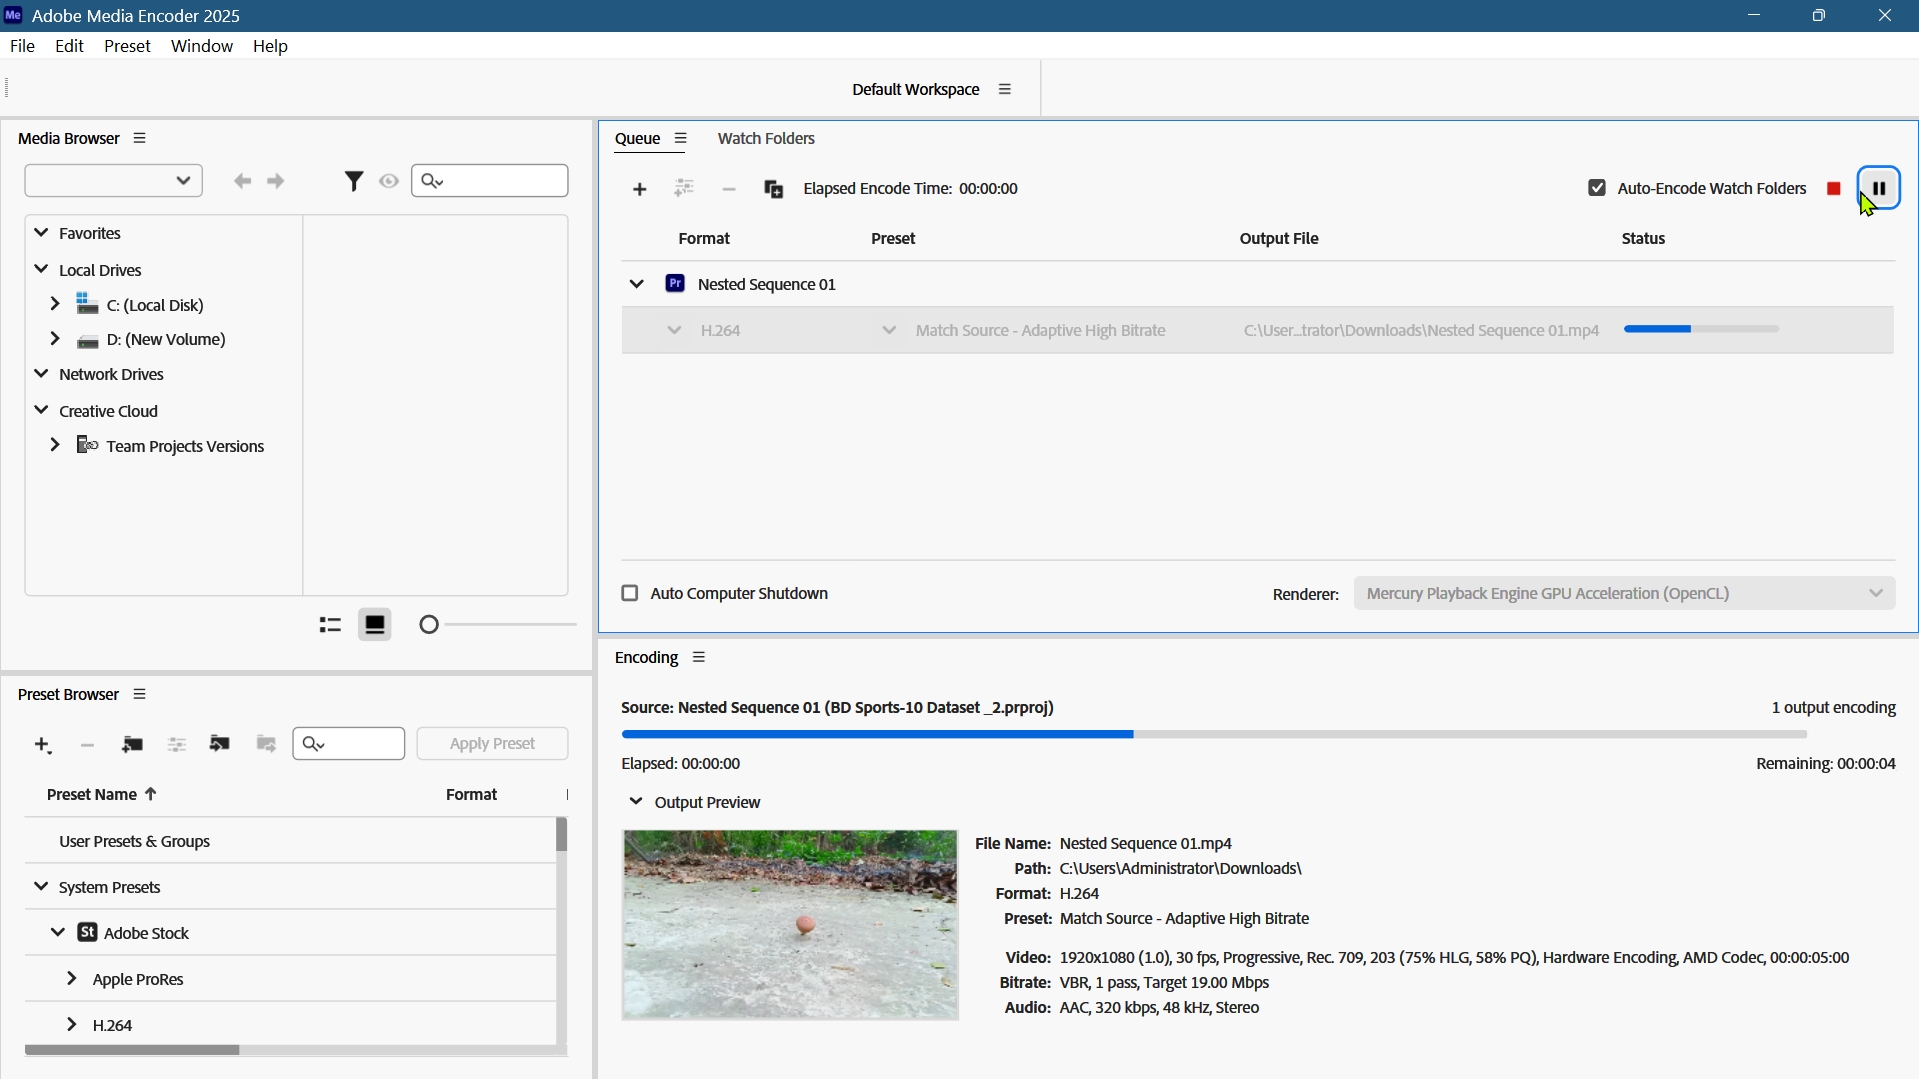 Me Adobe Media Encoder 2025
File Edit Preset Window Help
Default Workspace
Media Browser
Favorites
Local Drives
C: (Local Disk)
D: (New Volume)
Network Drives
Creative Cloud
Team Projects Versions
Queue Watch Folders
Elapsed Encode Time: 00:00:00 Auto-Encode Watch Folders
Format Preset Output File Status
Pr Nested Sequence 01
H.264 Match Source - Adaptive High Bitrate C:\User...trator\Downloads\Nested Sequence 01.mp4
Auto Computer Shutdown Renderer: Mercury Playback Engine GPU Acceleration (OpenCL)
Preset Browser
Apply Preset
Preset Name Format
User Presets & Groups
System Presets
St Adobe Stock
Apple ProRes
H.264
Encoding
Source: Nested Sequence 01 (BD Sports-10 Dataset _2.prproj) 1 output encoding
Elapsed: 00:00:00 Remaining: 00:00:04
Output Preview
File Name: Nested Sequence 01.mp4
Path: C:\Users\Administrator\Downloads\
Format: H.264
Preset: Match Source - Adaptive High Bitrate
Video: 1920x1080 (1.0), 30 fps, Progressive, Rec. 709, 203 (75% HLG, 58% PQ), Hardware Encoding, AMD Codec, 00:00:05:00
Bitrate: VBR, 1 pass, Target 19.00 Mbps
Audio: AAC, 320 kbps, 48 kHz, Stereo